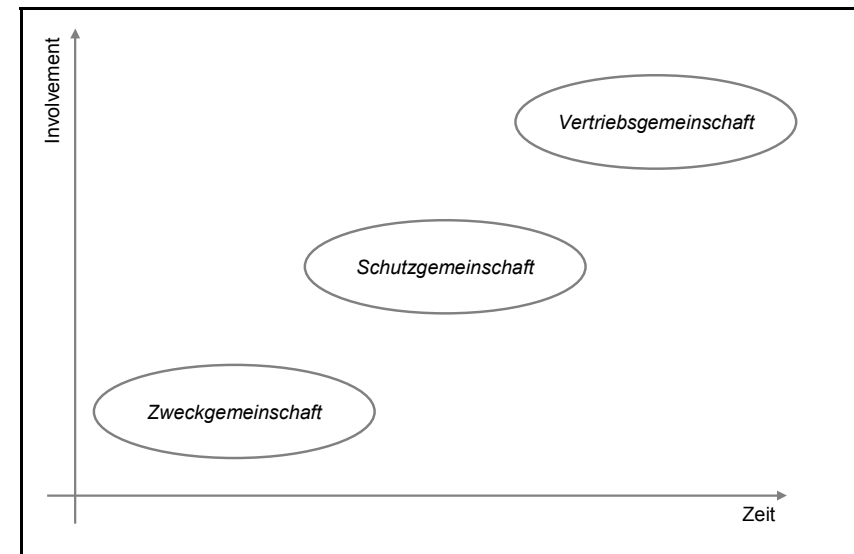 Involvement
Vertriebsgemeinschaft
Schutzgemeinschaft
Zweckgemeinschaft
Zeit